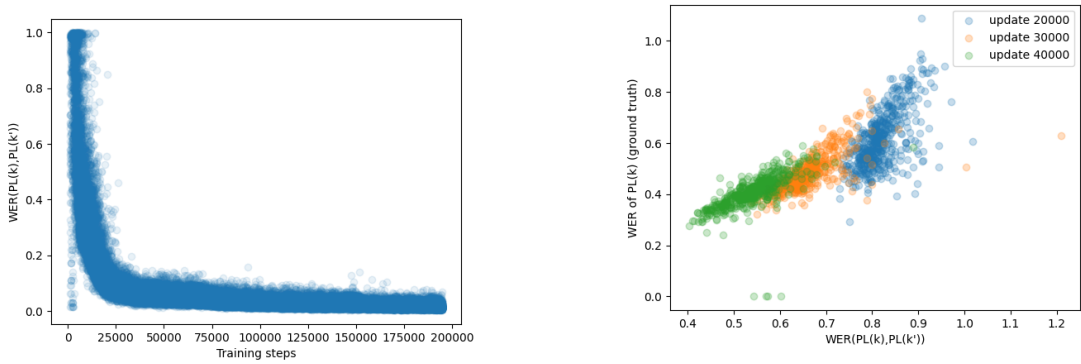 1.0
0.8
0.6
0.4
0.2
0.0
WER(PL(k),PL(k'))
0 25000 50000 75000 100000 125000 150000 175000 200000
Training steps
update 20000
update 30000
update 40000
1.0
0.8
0.6
0.4
0.2
0.0
WER of PL(k) (ground truth)
0.4 0.5 0.6 0.7 0.8 0.9 1.0 1.1 1.2
WER(PL(k),PL(k'))